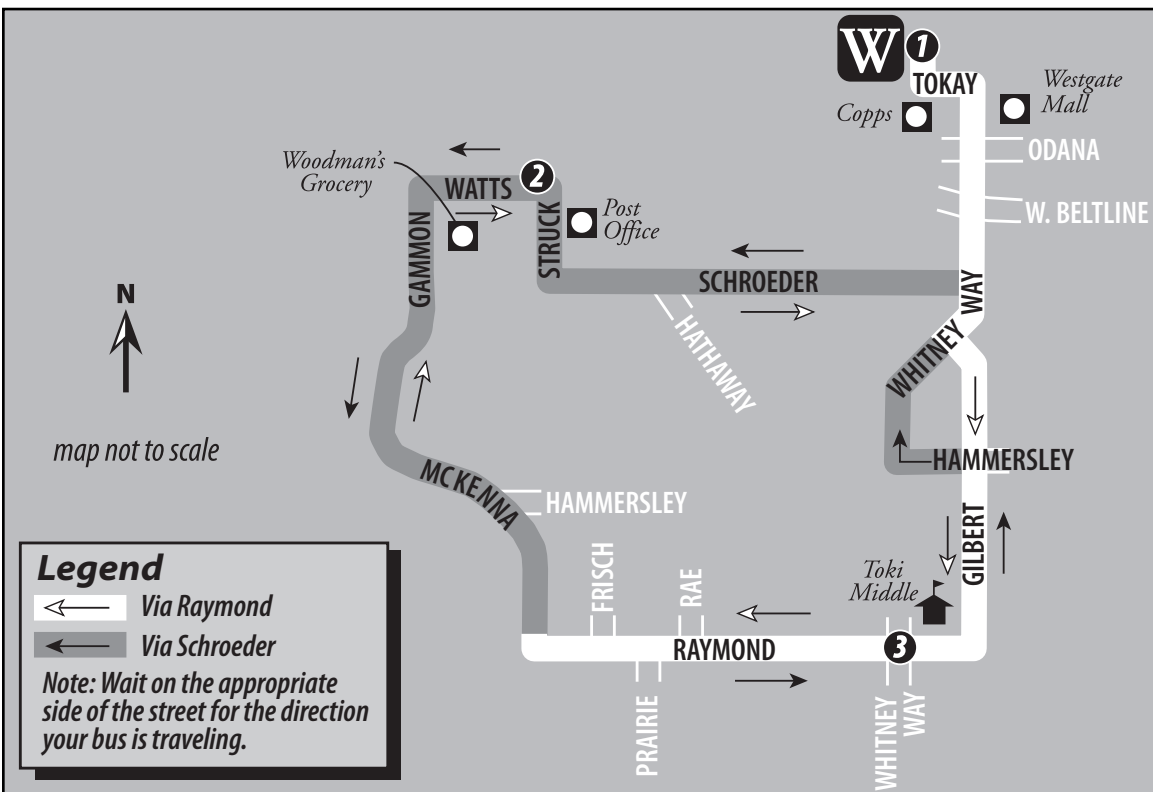 W
1
TOKAY
Copps
Westgate
Mall
ODANA
W. BELTLINE
Woodman's
Grocery
WATTS
2
STRUCK
Post
Office
GAMMON
SCHROEDER
WAY
WHITNEY
HATHAWAY
N
map not to scale
HAMMERSLEY
MCKENNA
HAMMERSLEY
GILBERT
FRISCH
RAE
Toki
Middle
RAYMOND
3
PRAIRIE
WHITNEY
WAY
Legend
Via Raymond
Via Schroeder
Note: Wait on the appropriate
side of the street for the direction
your bus is traveling.